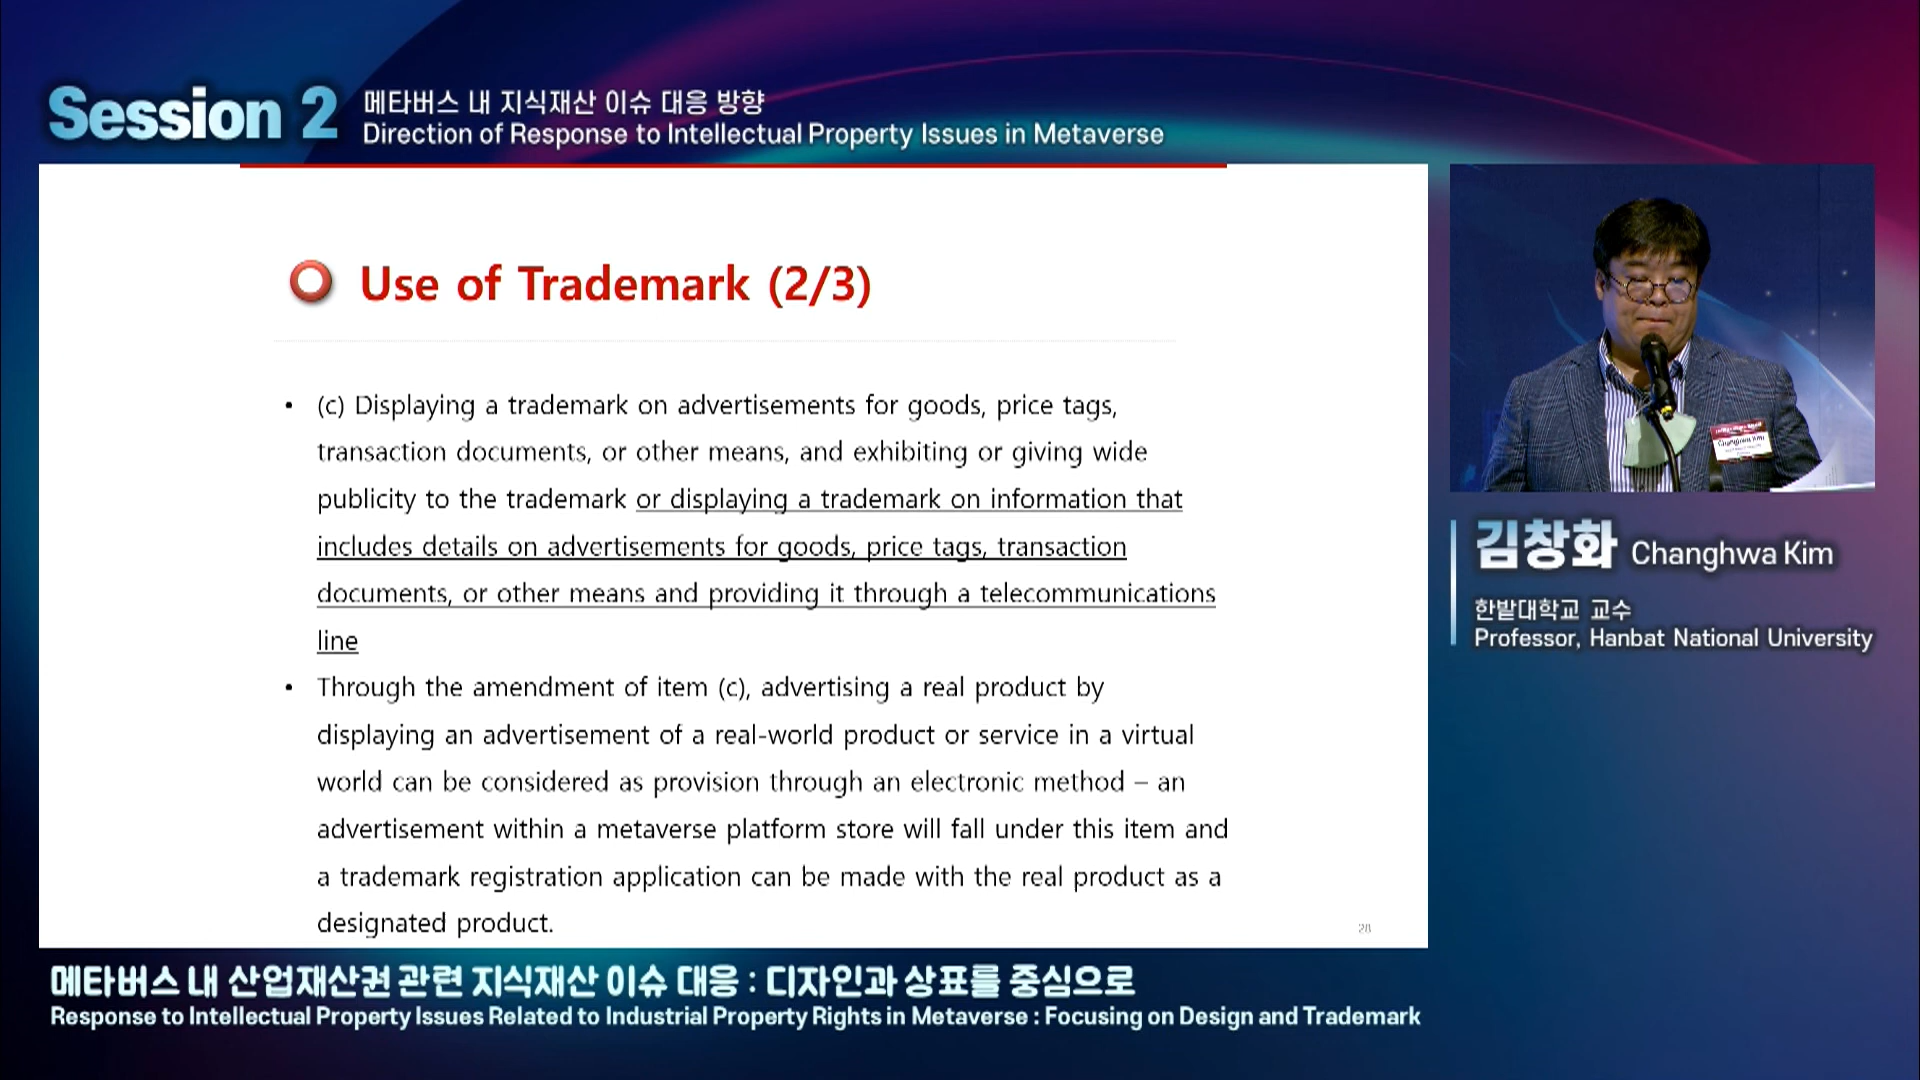 Session 2
메타버스 내 지식재산 이슈 대응 방향
Direction of Response to Intellectual Property Issues in Metaverse
Use of Trademark (2/3)
• (c) Displaying a trademark on advertisements for goods, price tags,
transaction documents, or other means, and exhibiting or giving wide
publicity to the trademark or displaying a trademark on information that
includes details on advertisements for goods, price tags, transaction
documents, or other means and providing it through a telecommunications
line
• Through the amendment of item (c), advertising a real product by
displaying an advertisement of a real-world product or service in a virtual
world can be considered as provision through an electronic method – an
advertisement within a metaverse platform store will fall under this item and
a trademark registration application can be made with the real product as a
designated product.
28
Changhwa Kim
김창화 Changhwa Kim
한밭대학교 교수
Professor, Hanbat National University
메타버스 내 산업재산권 관련 지식재산 이슈 대응 : 디자인과 상표를 중심으로
Response to Intellectual Property Issues Related to Industrial Property Rights in Metaverse : Focusing on Design and Trademark